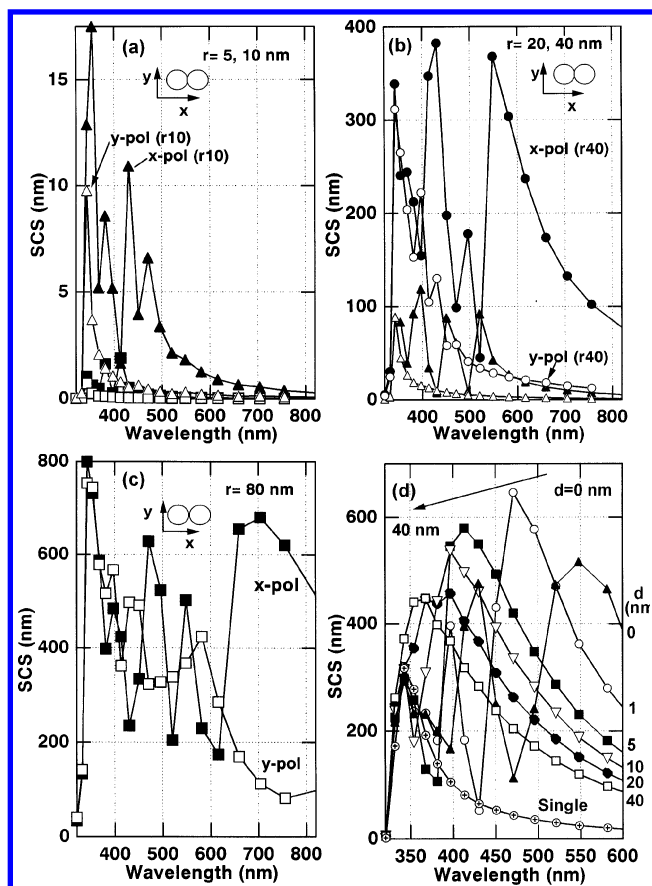 (a)
r= 5, 10 nm
y
x
y-pol (r10)
x-pol (r10)
SCS (nm)
15
10
5
0
400 500 600 700 800
Wavelength (nm)
(b)
r= 20, 40 nm
y
x
x-pol (r40)
y-pol (r40)
SCS (nm)
400
300
200
100
0
400 500 600 700 800
Wavelength (nm)
(c)
r= 80 nm
y
x
x-pol
y-pol
SCS (nm)
800
600
400
200
0
400 500 600 700 800
Wavelength (nm)
(d)
d=0 nm
40 nm
d
(nm
0
1
5
10
20
40
Single
SCS (nm)
600
400
200
0
350 400 450 500 550 600
Wavelength (nm)